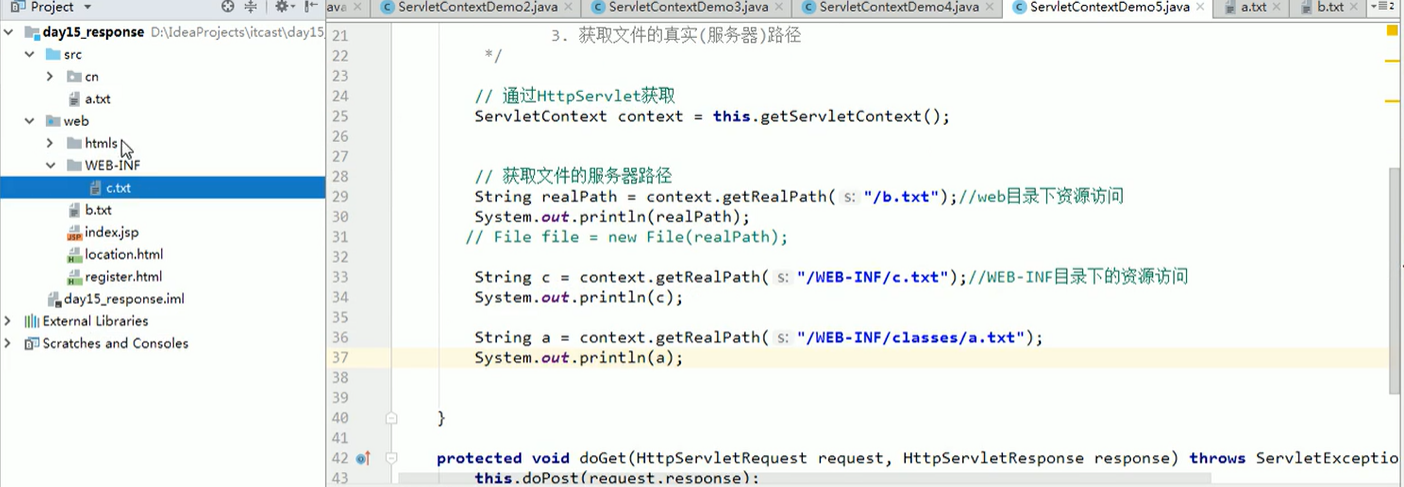 Project
ava
ServletContextDemo2.java
ServletContextDemo3.java
ServletContextDemo4.java
ServletContextDemo5.java
a.txt
b.txt
2
day15_response D:\IdeaProjects\itcast\day15
src
cn
a.txt
web
htmls
WEB-INF
c.txt
b.txt
index.jsp
location.html
register.html
day15_response.iml
External Libraries
Scratches and Consoles
21 3. 获取文件的真实(服务器)路径
22 */
23
24 // 通过HttpServlet获取
25 ServletContext context = this.getServletContext();
26
27
28 // 获取文件的服务器路径
29 String realPath = context.getRealPath( s: "/b.txt");//web目录下资源访问
30 System.out.println(realPath);
31 // File file = new File(realPath);
32
33 String c = context.getRealPath( s: "/WEB-INF/c.txt");//WEB-INF目录下的资源访问
34 System.out.println(c);
35
36 String a = context.getRealPath( s: "/WEB-INF/classes/a.txt");
37 System.out.println(a);
38
39
40 }
41
42 protected void doGet(HttpServletRequest request, HttpServletResponse response) throws ServletExceptio
43 this.doPost(request,response);